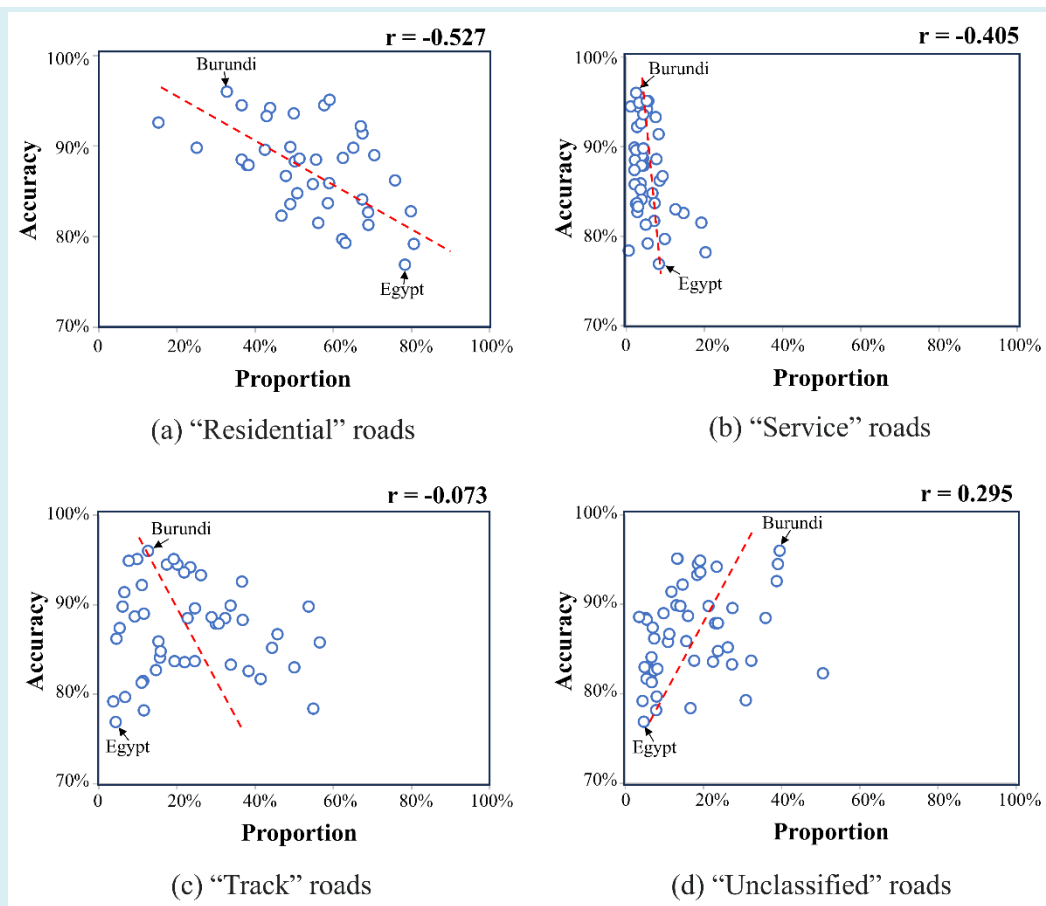 r = -0.527
100%
90%
80%
70%
Accuracy
Burundi
Egypt
0 20% 40% 60% 80% 100%
Proportion
(a) “Residential” roads
r = -0.405
100%
90%
80%
70%
Accuracy
Burundi
Egypt
0 20% 40% 60% 80% 100%
Proportion
(b) “Service” roads
r = -0.073
100%
90%
80%
70%
Accuracy
Burundi
Egypt
0 20% 40% 60% 80% 100%
Proportion
(c) “Track” roads
r = 0.295
100%
90%
80%
70%
Accuracy
Burundi
Egypt
0 20% 40% 60% 80% 100%
Proportion
(d) “Unclassified” roads